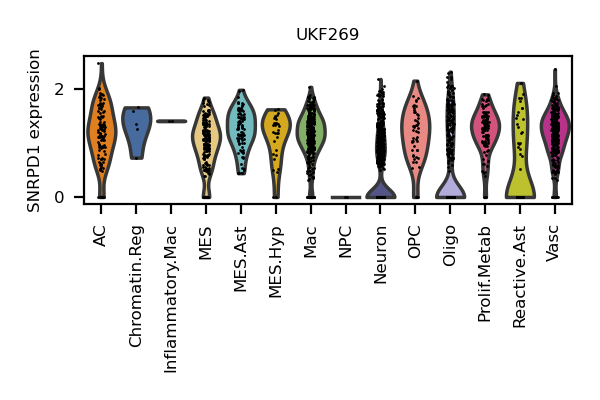 UKF269
SNRPD1 expression
2
0
AC
Chromatin.Reg
Inflammatory.Mac
MES
MES.Ast
MES.Hyp
Mac
NPC
Neuron
OPC
Oligo
Prolif.Metab
Reactive.Ast
Vasc